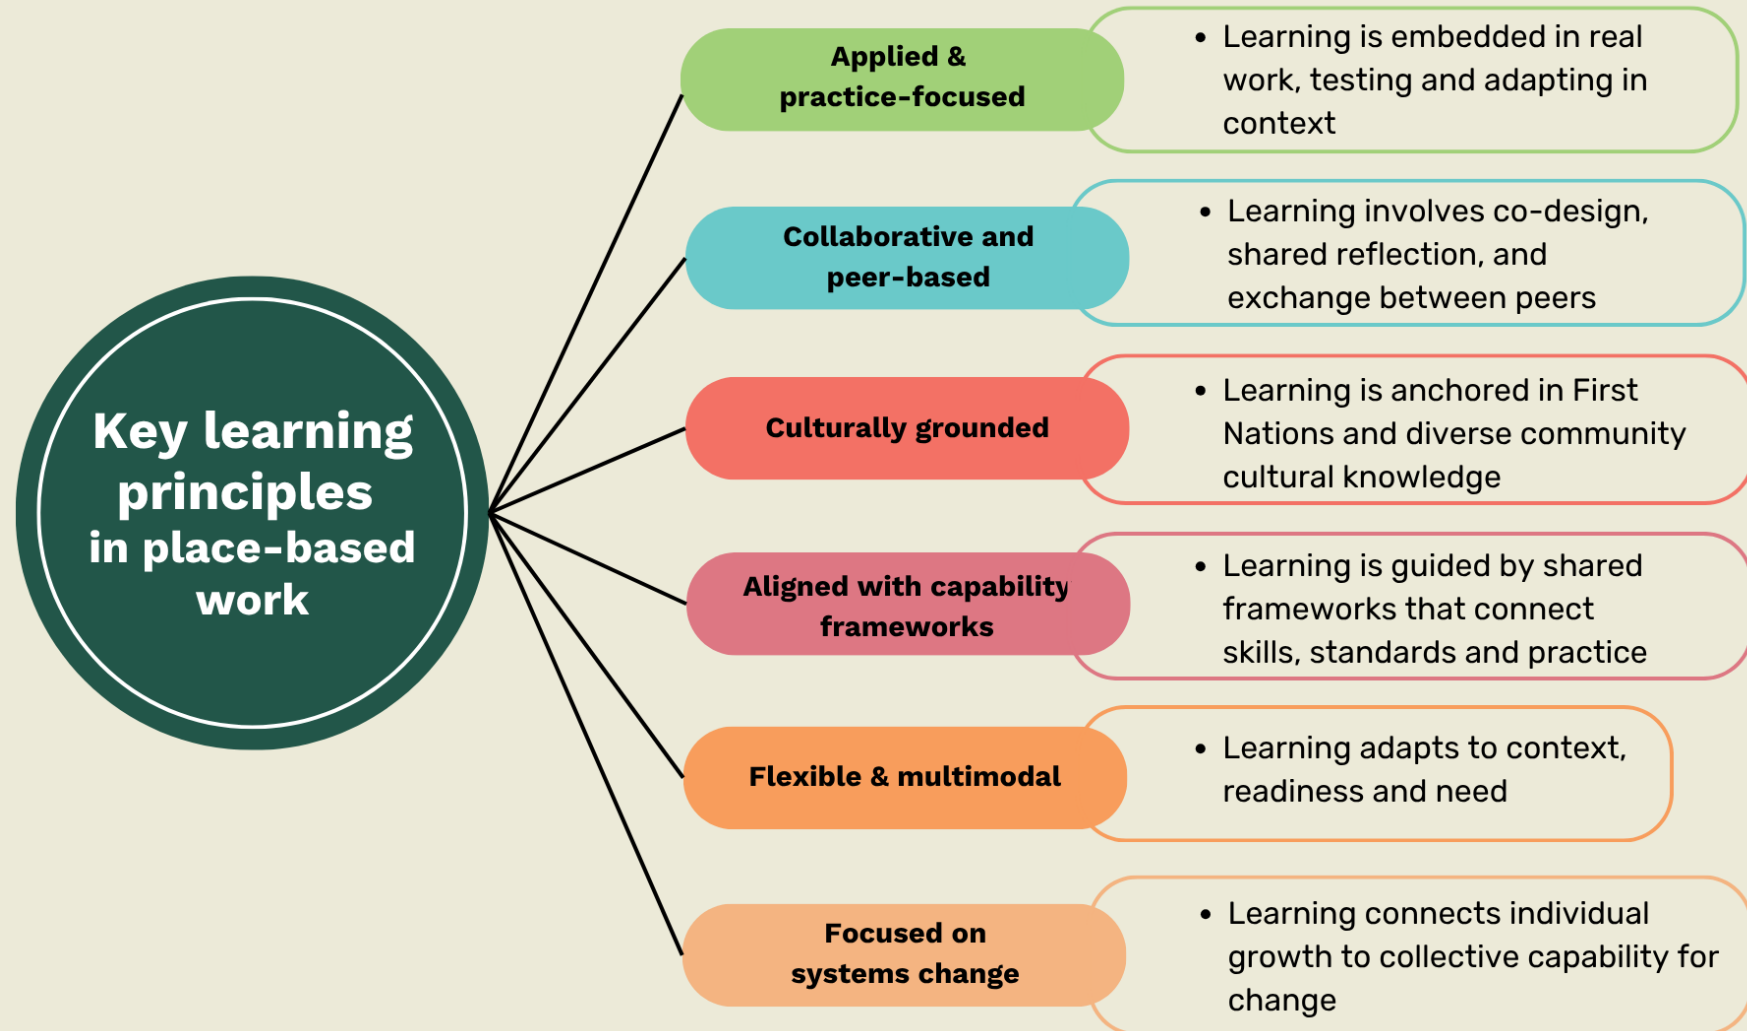 Key learning
principles
in place-based
work
Applied &
practice-focused
• Learning is embedded in real
work, testing and adapting in
context
Collaborative and
peer-based
• Learning involves co-design,
shared reflection, and
exchange between peers
Culturally grounded
• Learning is anchored in First
Nations and diverse community
cultural knowledge
Aligned with capability
frameworks
• Learning is guided by shared
frameworks that connect
skills, standards and practice
Flexible & multimodal
• Learning adapts to context,
readiness and need
Focused on
systems change
• Learning connects individual
growth to collective capability for
change